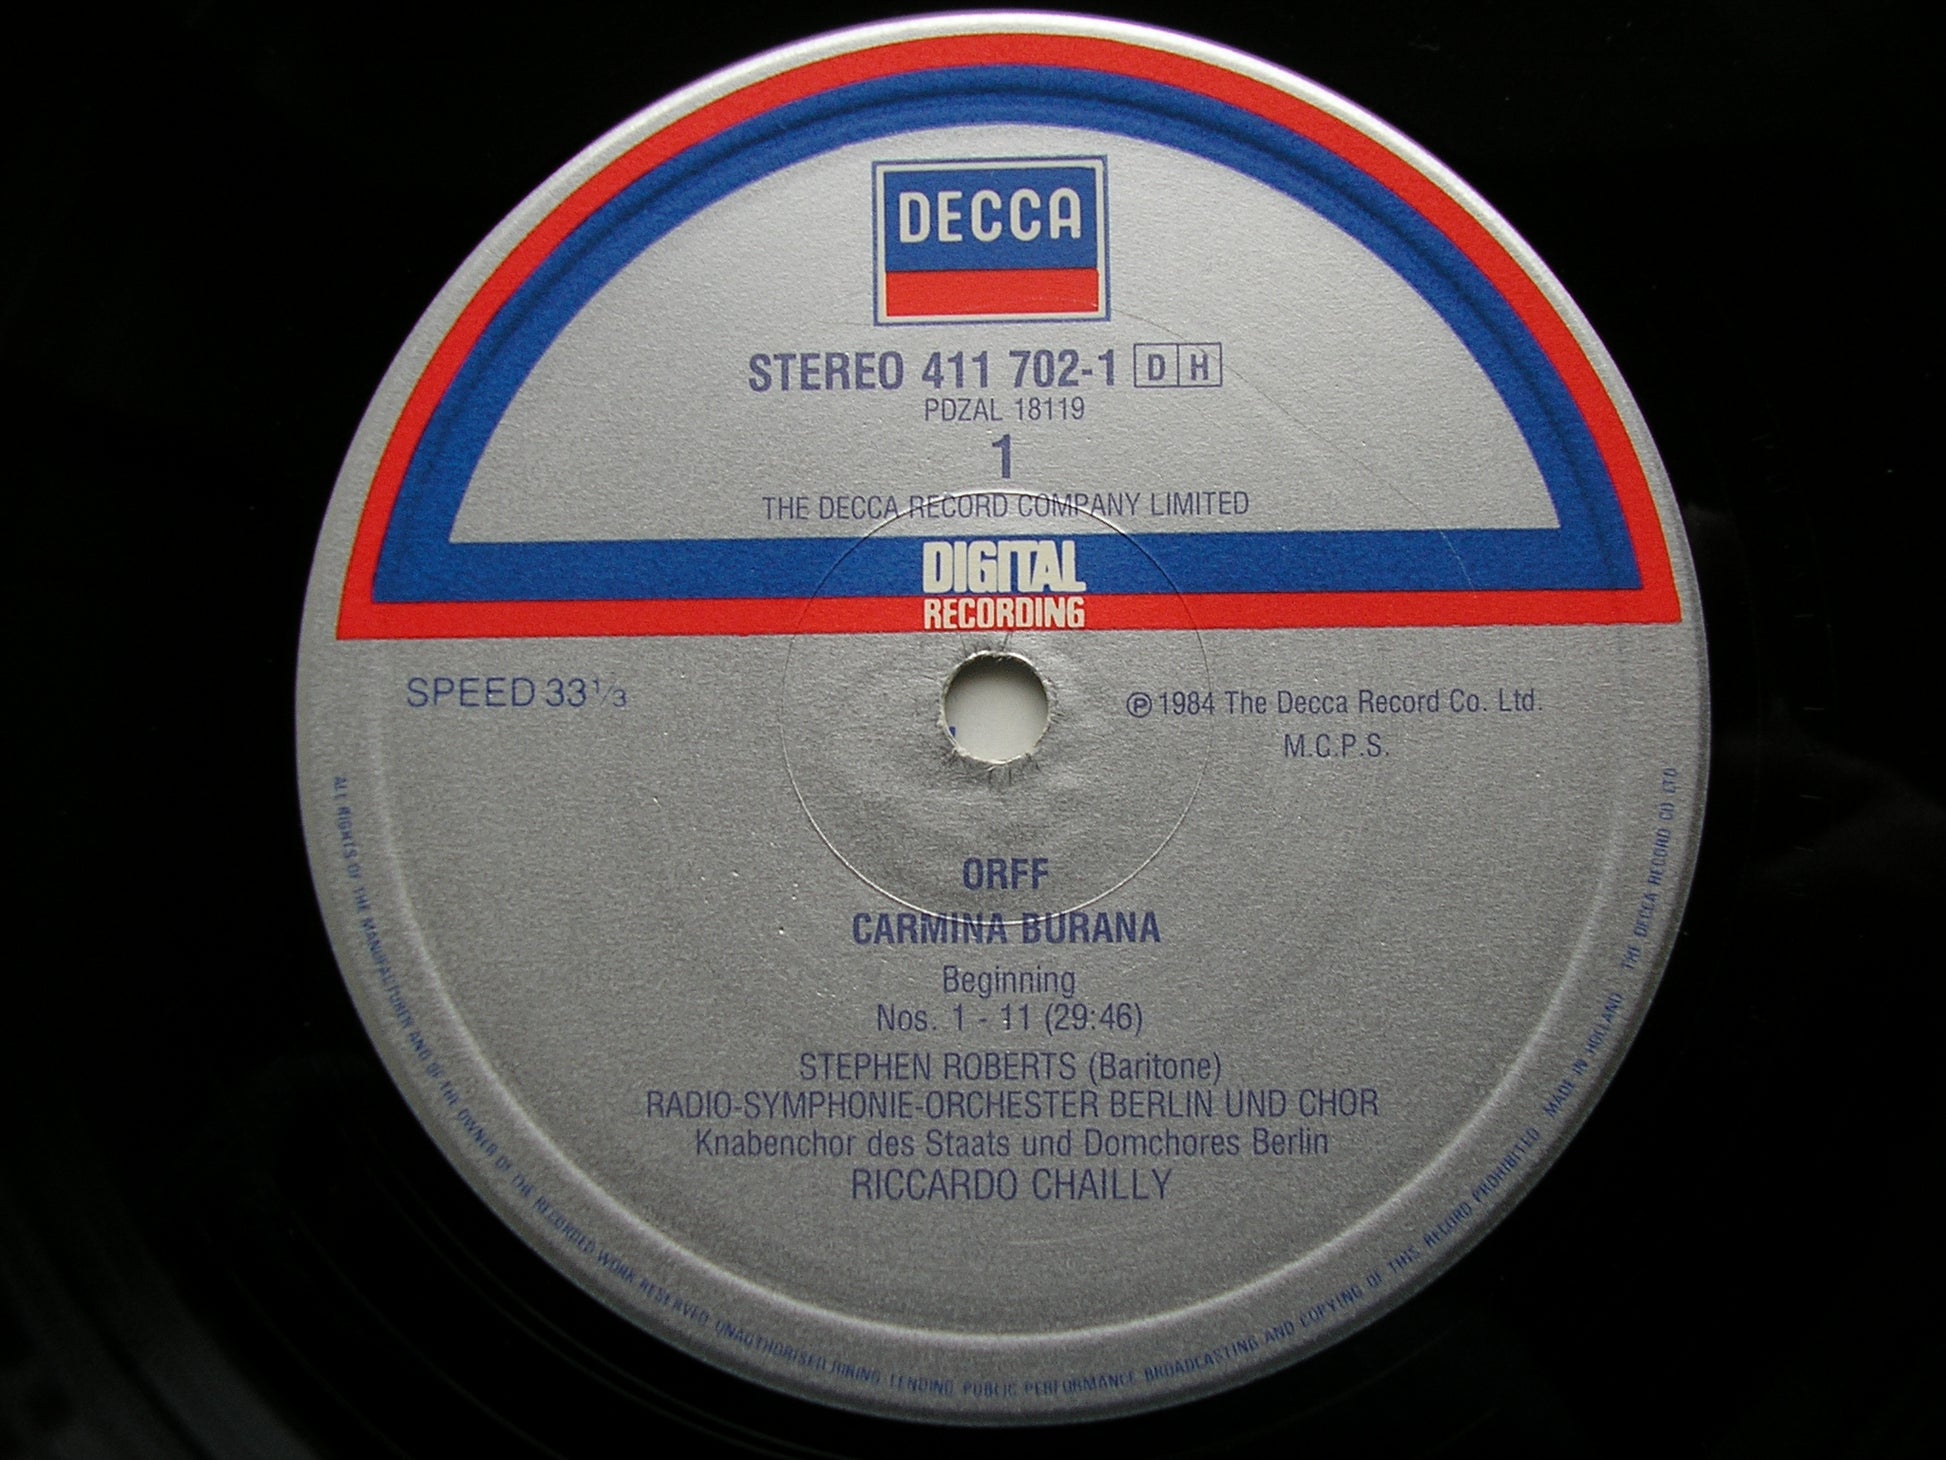 DECCA
STEREO 411 702-1 D H
PDZAL 18119
1
THE DECCA RECORD COMPANY LIMITED
DIGITAL
RECORDING
SPEED 33 1/3
℗ 1984 The Decca Record Co. Ltd.
M.C.P.S.
ORFF
CARMINA BURANA
Beginning
Nos. 1 - 11 (29:46)
STEPHEN ROBERTS (Baritone)
RADIO-SYMPHONIE-ORCHESTER BERLIN UND CHOR
Knabenchor des Staats und Domchores Berlin
RICCARDO CHAILLY
ALL RIGHTS OF THE MANUFACTURER AND OF THE OWNER OF THE RECORDED WORK RESERVED UNAUTHORISED HIRING LENDING PUBLIC PERFORMANCE BROADCASTING AND COPYING OF THIS RECORD PROHIBITED MADE IN HOLLAND THE DECCA RECORD CO LTD